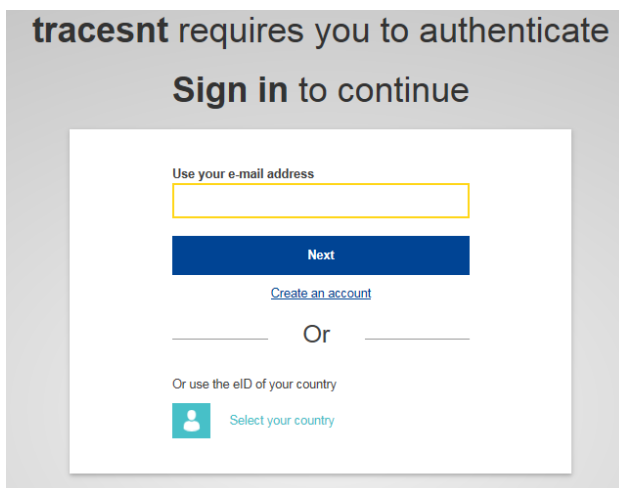 tracesnt requires you to authenticate
Sign in to continue
Use your e-mail address
Next
Create an account
Or
Or use the eID of your country
Select your country